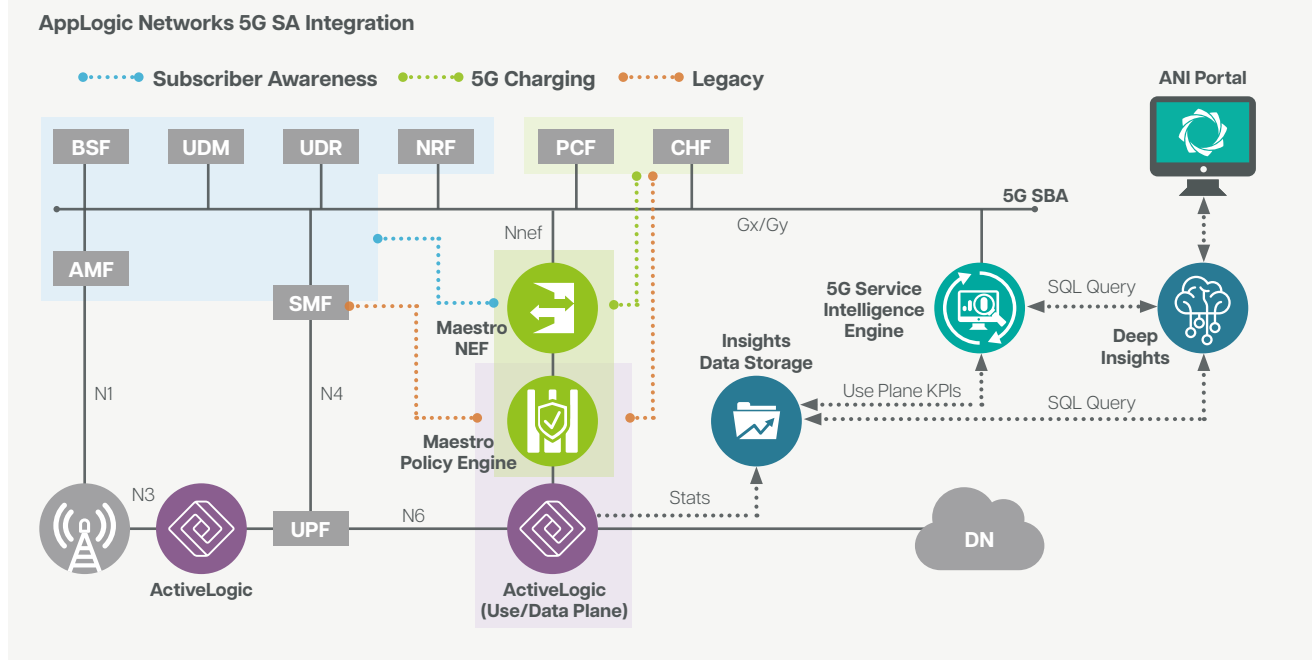 AppLogic Networks 5G SA Integration
Subscriber Awareness
5G Charging
Legacy
ANI Portal
BSF
UDM
UDR
NRF
PCF
CHF
5G SBA
Nnef
Gx/Gy
AMF
SMF
Maestro
NEF
5G Service
Intelligence
Engine
SQL Query
Deep
Insights
Insights
Data Storage
N1
N4
Use Plane KPIs
SQL Query
Maestro
Policy Engine
N3
UPF
N6
Stats
DN
ActiveLogic
ActiveLogic
(Use/Data Plane)